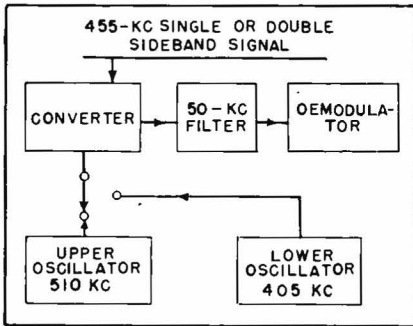 455-KC SINGLE OR DOUBLE
SIDEBAND SIGNAL
CONVERTER
50-KC
FILTER
OEMODULA-
TOR
UPPER
OSCILLATOR
510 KC
LOWER
OSCILLATOR
405 KC